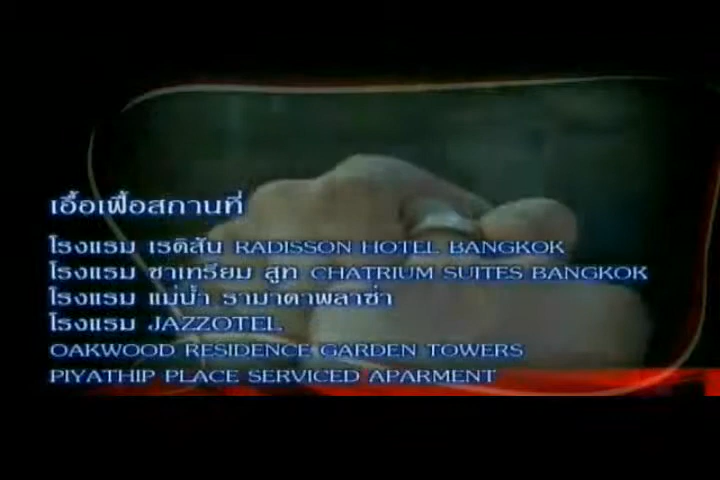 เอื้อเฟื้อสถานที่
โรงแรม เรดิสัน RADISSON HOTEL BANGKOK
โรงแรม ชาเทรียม สูท CHATRIUM SUITES BANGKOK
โรงแรม แม่น้ำ รามาดาพลาซ่า
โรงแรม JAZZOTEL
OAKWOOD RESIDENCE GARDEN TOWERS
PIYATHIP PLACE SERVICED APARMENT